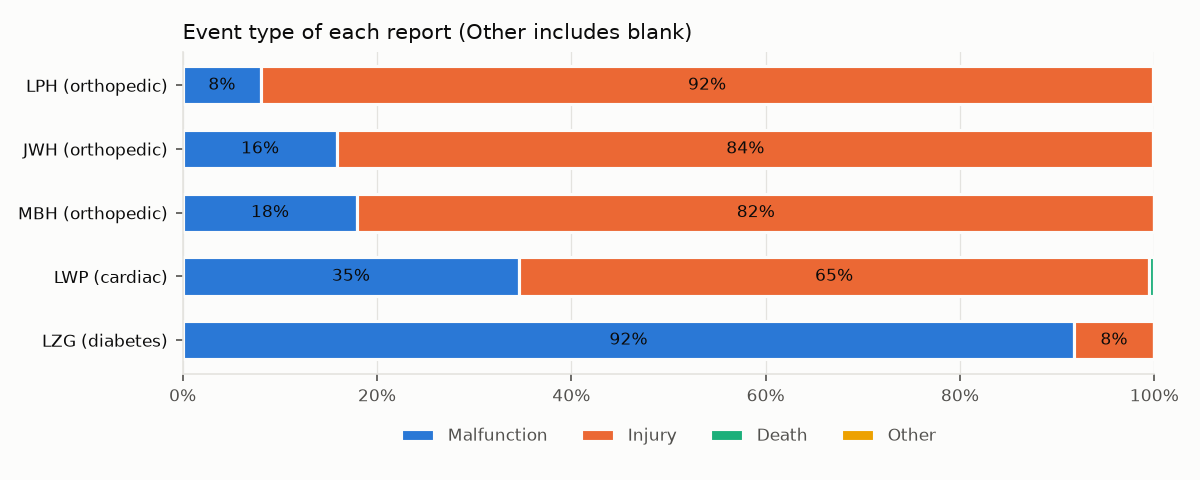 Event type of each report (Other includes blank)
LPH (orthopedic) 8% 92%
JWH (orthopedic) 16% 84%
MBH (orthopedic) 18% 82%
LWP (cardiac) 35% 65%
LZG (diabetes) 92% 8%
0% 20% 40% 60% 80% 100%
Malfunction Injury Death Other